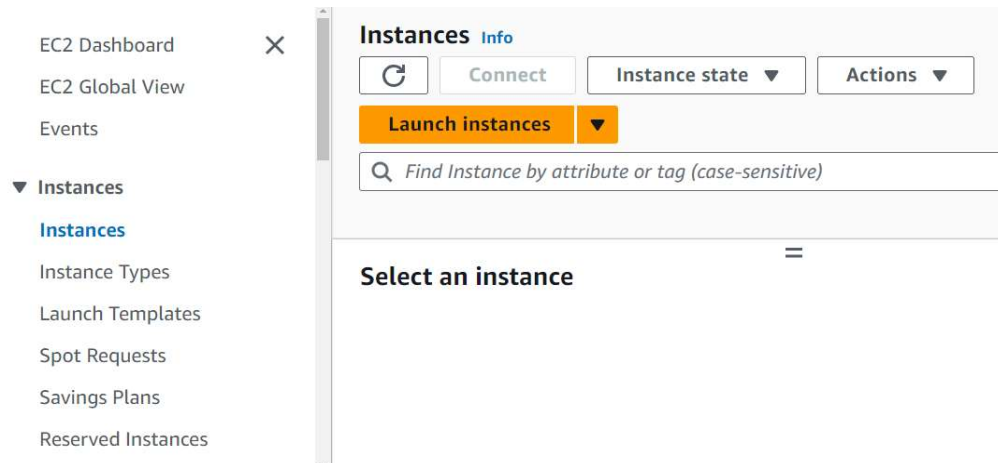 EC2 Dashboard
EC2 Global View
Events
Instances
Instances
Instance Types
Launch Templates
Spot Requests
Savings Plans
Reserved Instances
Instances Info
Connect Instance state Actions
Launch instances
Find Instance by attribute or tag (case-sensitive)
Select an instance